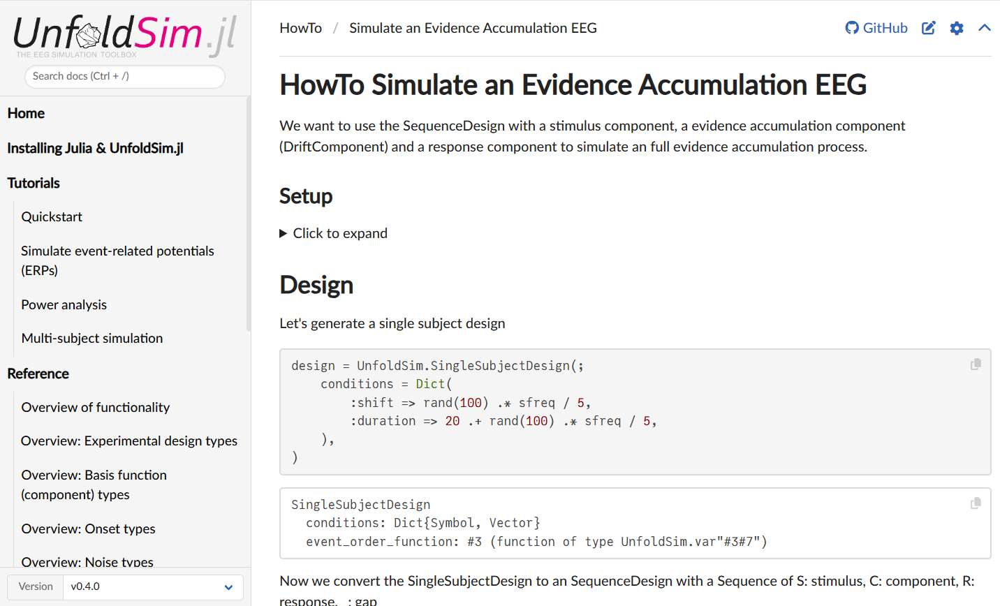 UnfoldSim.jl
THE EEG SIMULATION TOOLBOX
Search docs (Ctrl + /)
Home
Installing Julia & UnfoldSim.jl
Tutorials
Quickstart
Simulate event-related potentials
(ERPs)
Power analysis
Multi-subject simulation
Reference
Overview of functionality
Overview: Experimental design types
Overview: Basis function
(component) types
Overview: Onset types
Overview: Noise types
Version v0.4.0
HowTo / Simulate an Evidence Accumulation EEG
GitHub
HowTo Simulate an Evidence Accumulation EEG
We want to use the SequenceDesign with a stimulus component, a evidence accumulation component
(DriftComponent) and a response component to simulate an full evidence accumulation process.
Setup
Click to expand
Design
Let's generate a single subject design
design = UnfoldSim.SingleSubjectDesign(;
    conditions = Dict(
        :shift => rand(100) .* sfreq / 5,
        :duration => 20 .+ rand(100) .* sfreq / 5,
    ),
)
SingleSubjectDesign
  conditions: Dict{Symbol, Vector}
  event_order_function: #3 (function of type UnfoldSim.var"#3#7")
Now we convert the SingleSubjectDesign to an SequenceDesign with a Sequence of S: stimulus, C: component, R:
response, _: gap